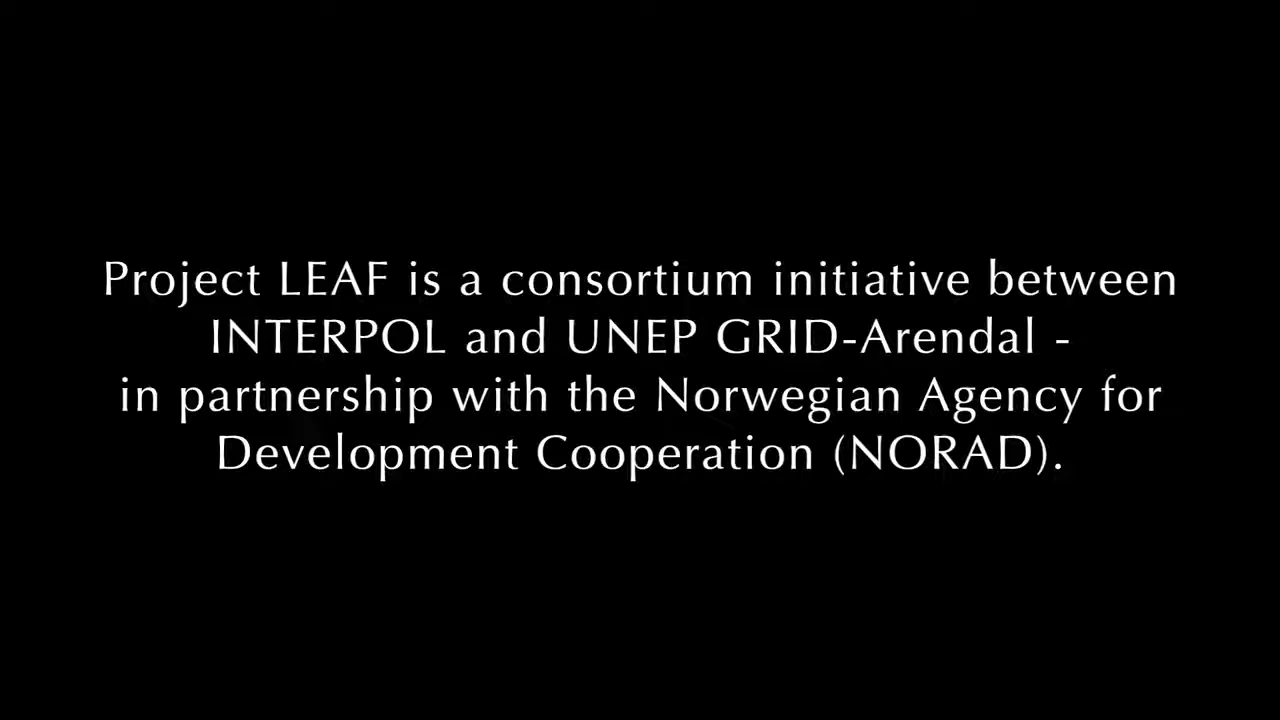 Project LEAF is a consortium initiative between
INTERPOL and UNEP GRID-Arendal -
in partnership with the Norwegian Agency for
Development Cooperation (NORAD).